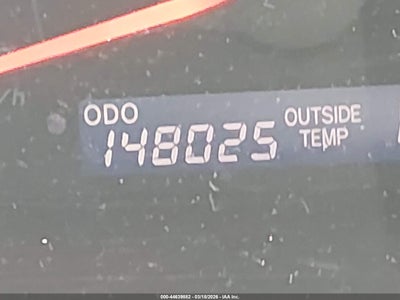 ODO
148025
OUTSIDE
TEMP
000-44639882 - 03/18/2026 - IAA Inc.